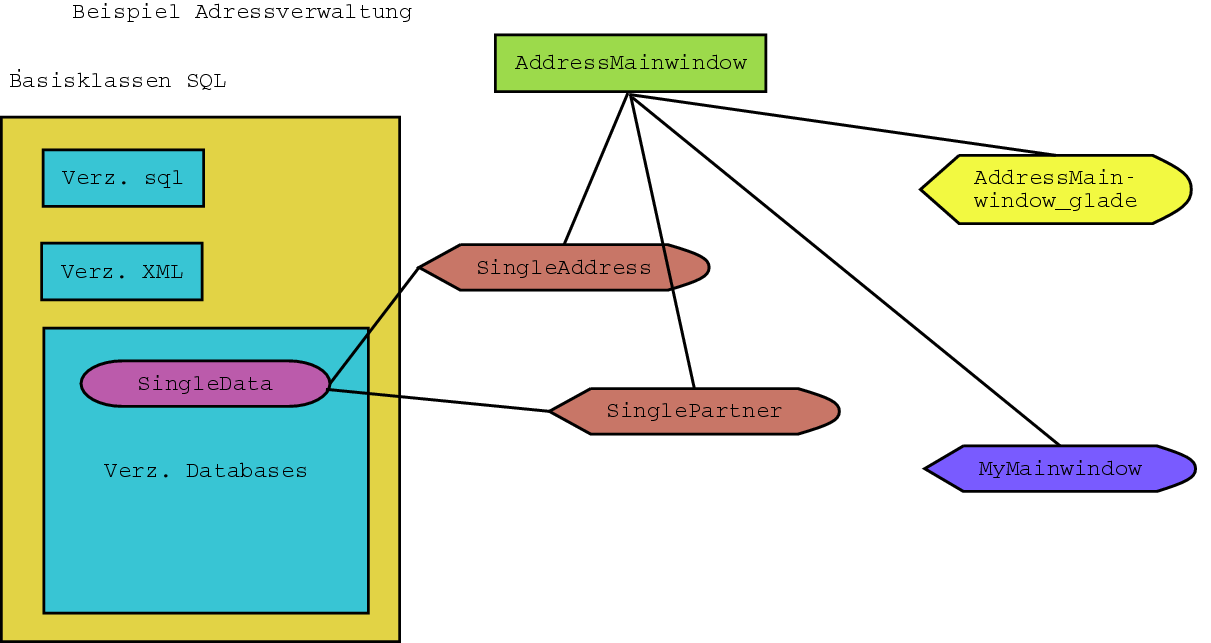 Beispiel Adressverwaltung
AddressMainwindow
Basisklassen SQL
Verz. sql
AddressMain-
window_glade
Verz. XML
SingleAddress
SingleData
SinglePartner
Verz. Databases
MyMainwindow